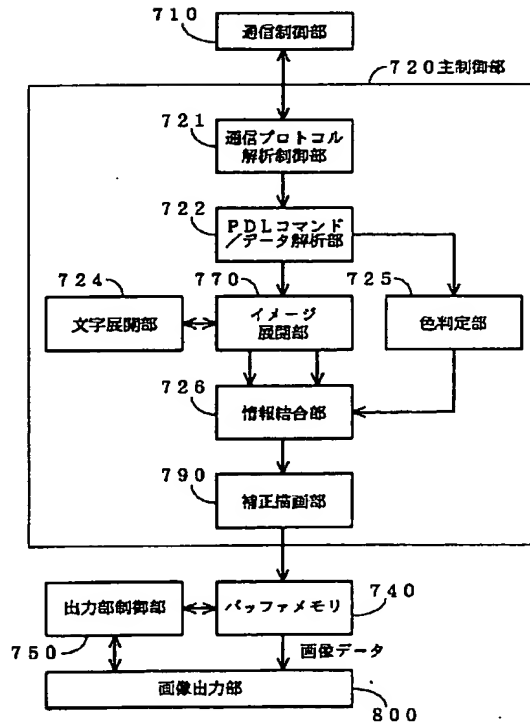 710
通信制御部
720主制御部
721
通信プロトコル
解析制御部
722
PDLコマンド
/データ解析部
724
770
725
文字展開部
イメージ
展開部
色判定部
726
情報結合部
790
補正描画部
出力部制御部
バッファメモリ
740
750
画像データ
画像出力部
800